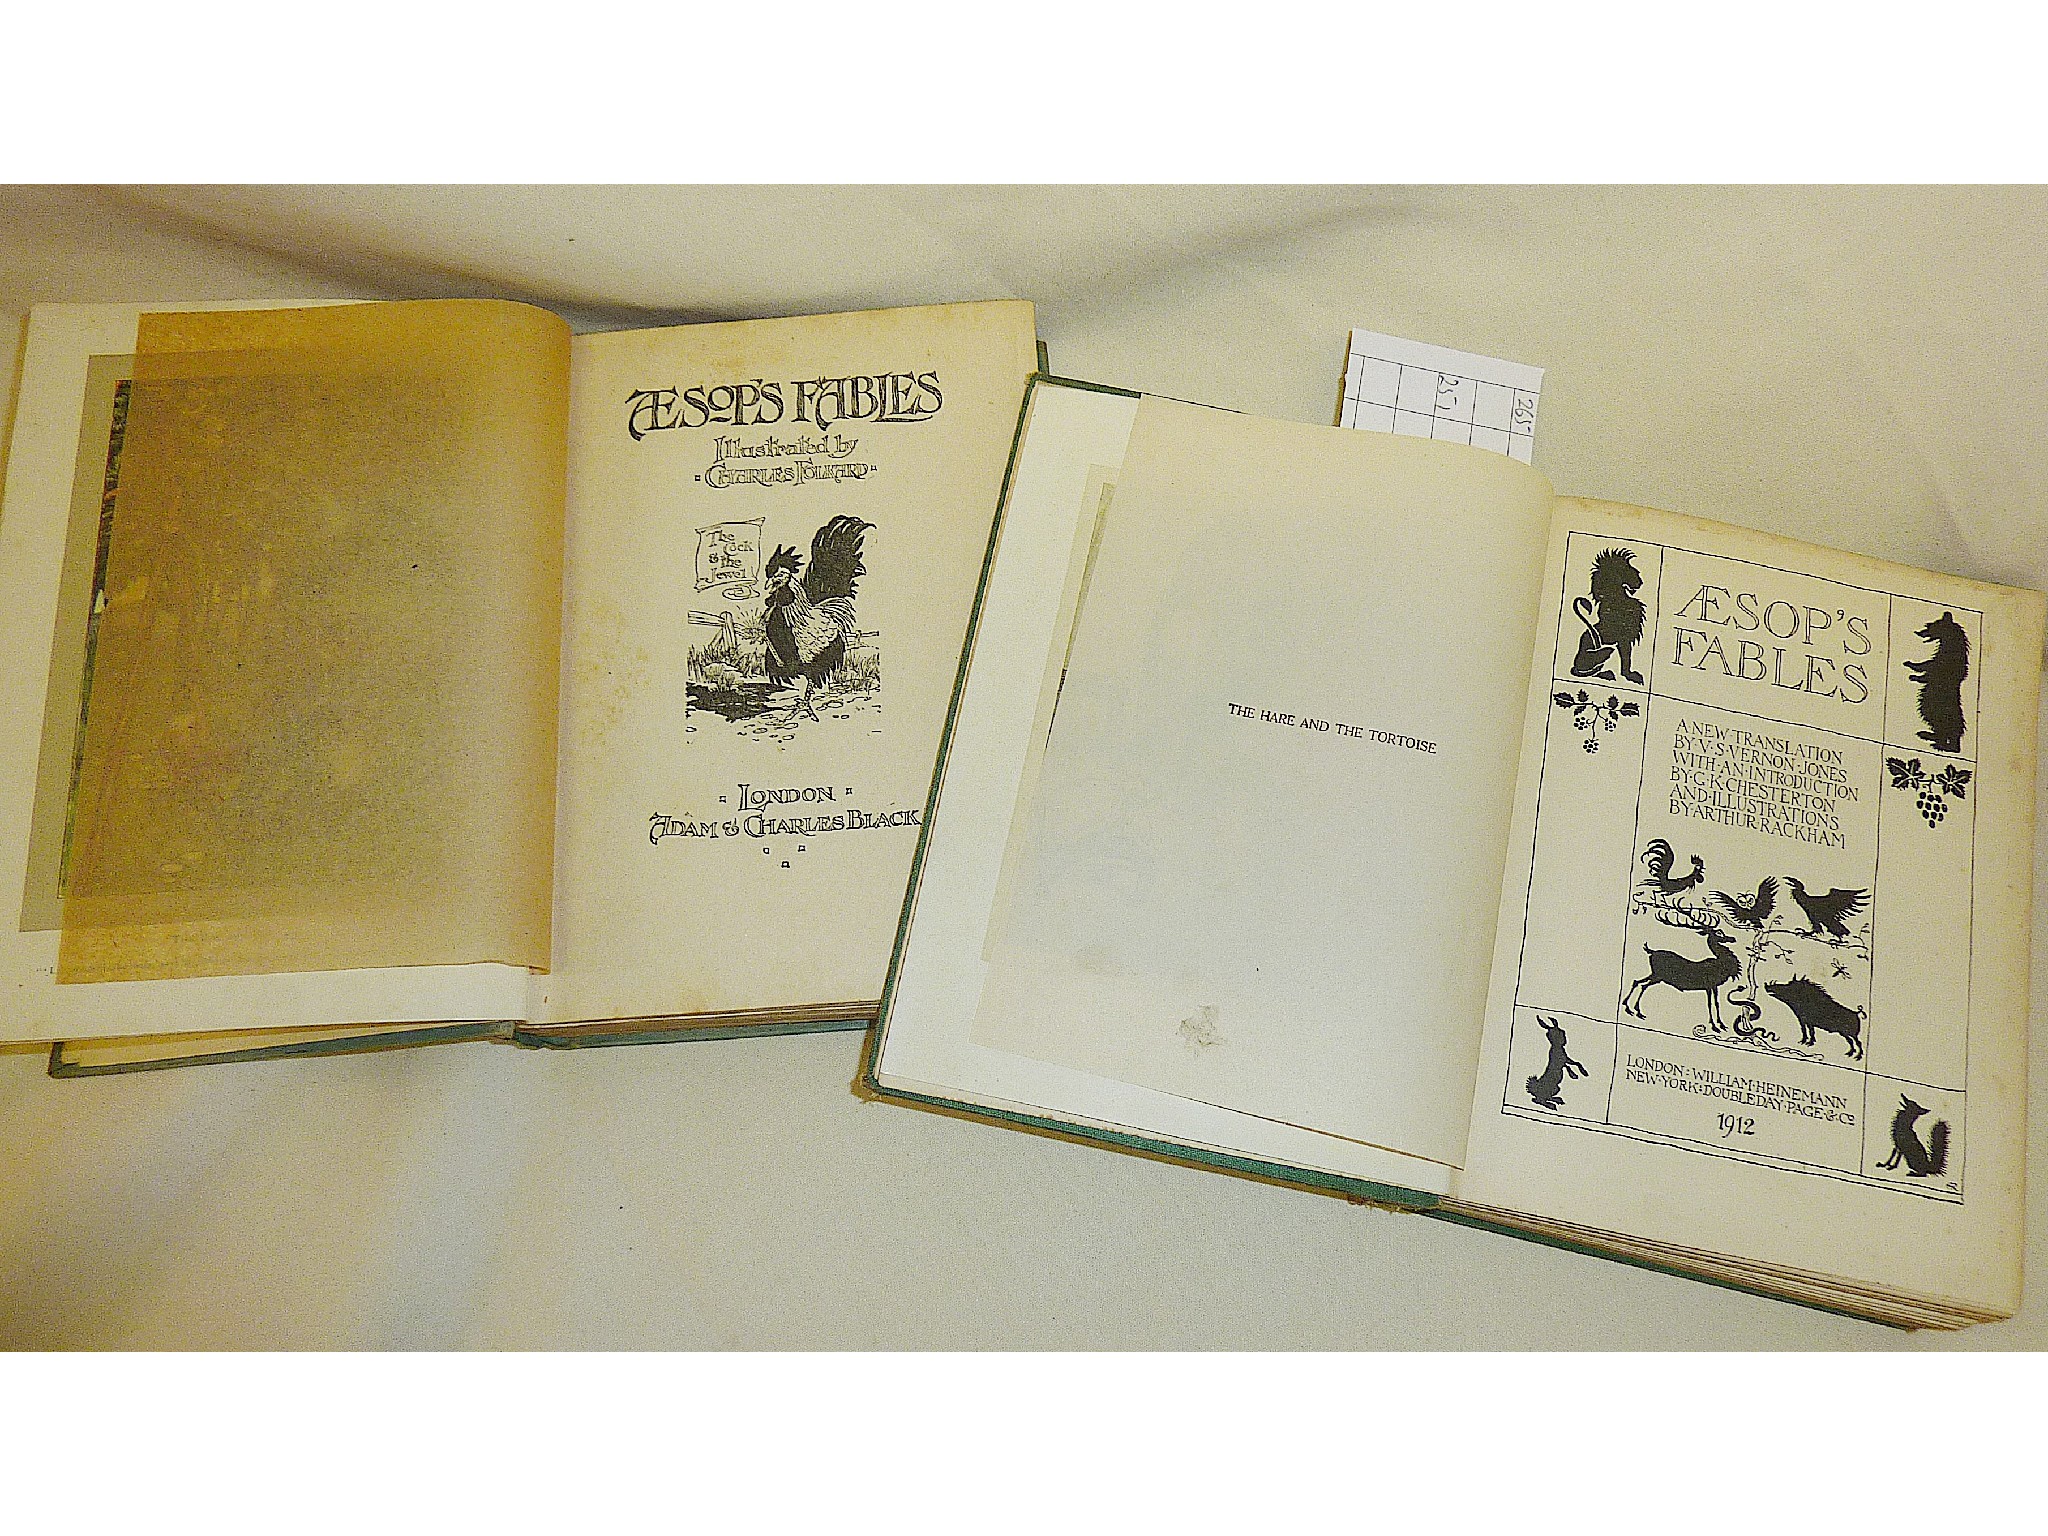 ÆSOP'S FABLES
Illustrated by
CHARLES FOLKARD
The
Cock
& the
Jewel
LONDON
ADAM & CHARLES BLACK
257
265
THE HARE AND THE TORTOISE
ÆSOP'S
FABLES
A·NEW·TRANSLATION
BY·V·S·VERNON·JONES
WITH·AN·INTRODUCTION
BY·G·K·CHESTERTON
AND·ILLUSTRATIONS
BY·ARTHUR·RACKHAM
LONDON:WILLIAM·HEINEMANN
NEW·YORK:DOUBLEDAY·PAGE·&·Co
1912